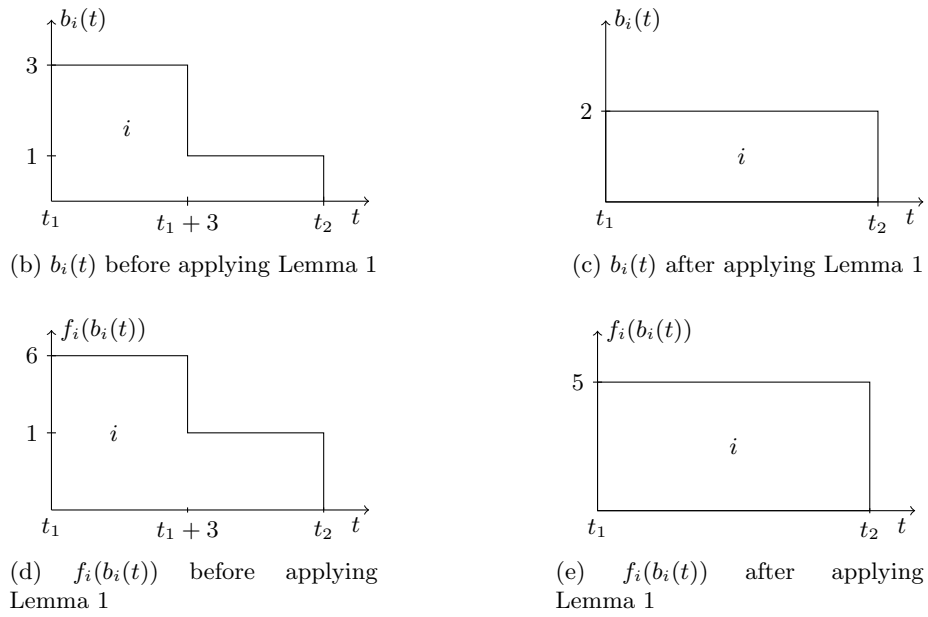 b_i(t)
3
i
1
t_1
t_1 + 3
t_2
t
(b) b_i(t) before applying Lemma 1
b_i(t)
2
i
t_1
t_2
t
(c) b_i(t) after applying Lemma 1
f_i(b_i(t))
6
i
1
t_1
t_1 + 3
t_2
t
(d) f_i(b_i(t)) before applying
Lemma 1
f_i(b_i(t))
5
i
t_1
t_2
t
(e) f_i(b_i(t)) after applying
Lemma 1